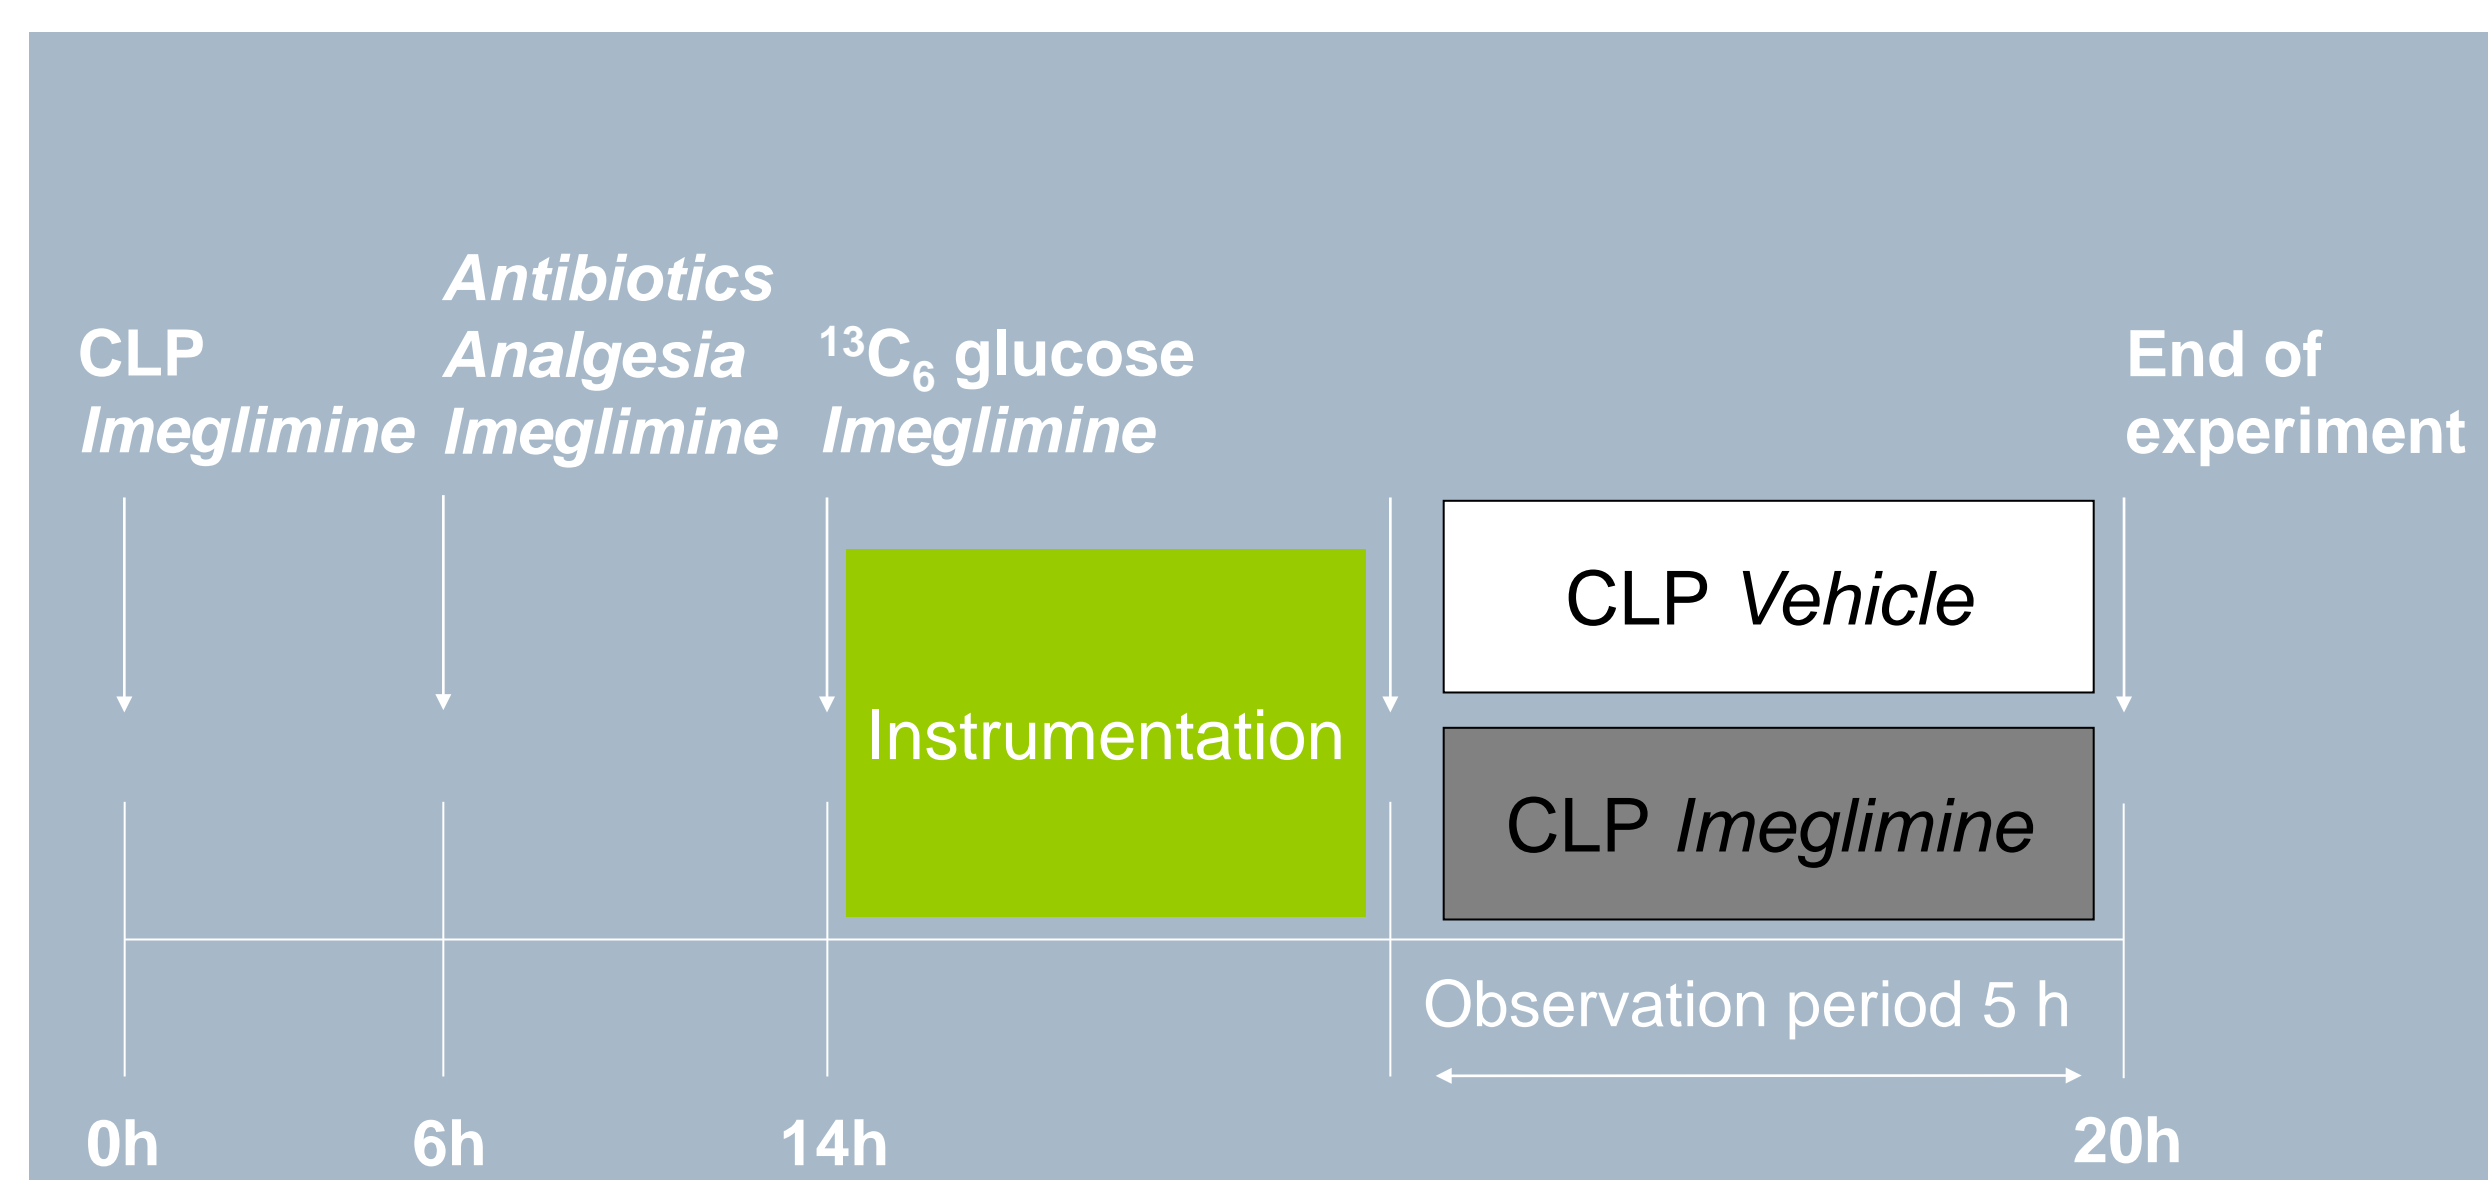 CLP
Imeglimine
Antibiotics
Analgesia
Imeglimine
¹³C₆ glucose
Imeglimine
End of
experiment
Instrumentation
CLP Vehicle
CLP Imeglimine
Observation period 5 h
0h
6h
14h
20h